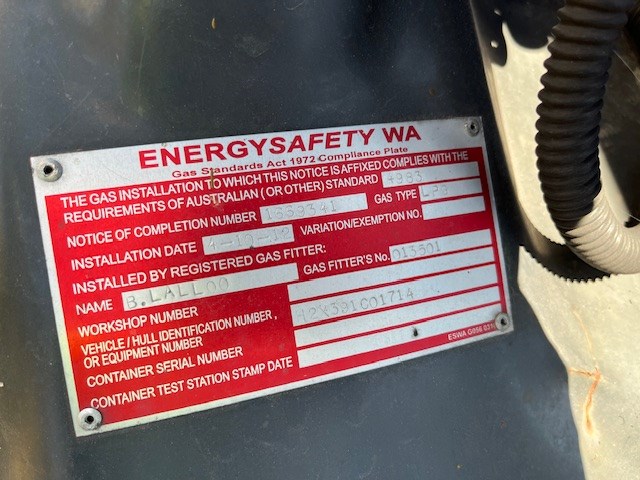 ENERGYSAFETY WA
Gas Standards Act 1972 Compliance Plate
THE GAS INSTALLATION TO WHICH THIS NOTICE IS AFFIXED COMPLIES WITH THE
REQUIREMENTS OF AUSTRALIAN (OR OTHER) STANDARD 4983
NOTICE OF COMPLETION NUMBER 1339341 GAS TYPE LPG
INSTALLATION DATE VARIATION/EXEMPTION NO.
INSTALLED BY REGISTERED GAS FITTER:
NAME B.LALLOO GAS FITTER'S No. 013501
WORKSHOP NUMBER
VEHICLE / HULL IDENTIFICATION NUMBER,
OR EQUIPMENT NUMBER
CONTAINER SERIAL NUMBER
CONTAINER TEST STATION STAMP DATE